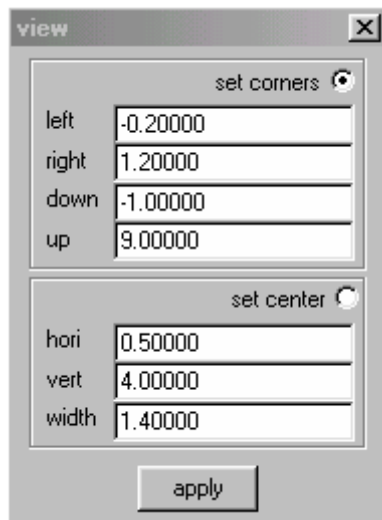 view
set corners
left -0.20000
right 1.20000
down -1.00000
up 9.00000
set center
hori 0.50000
vert 4.00000
width 1.40000
apply